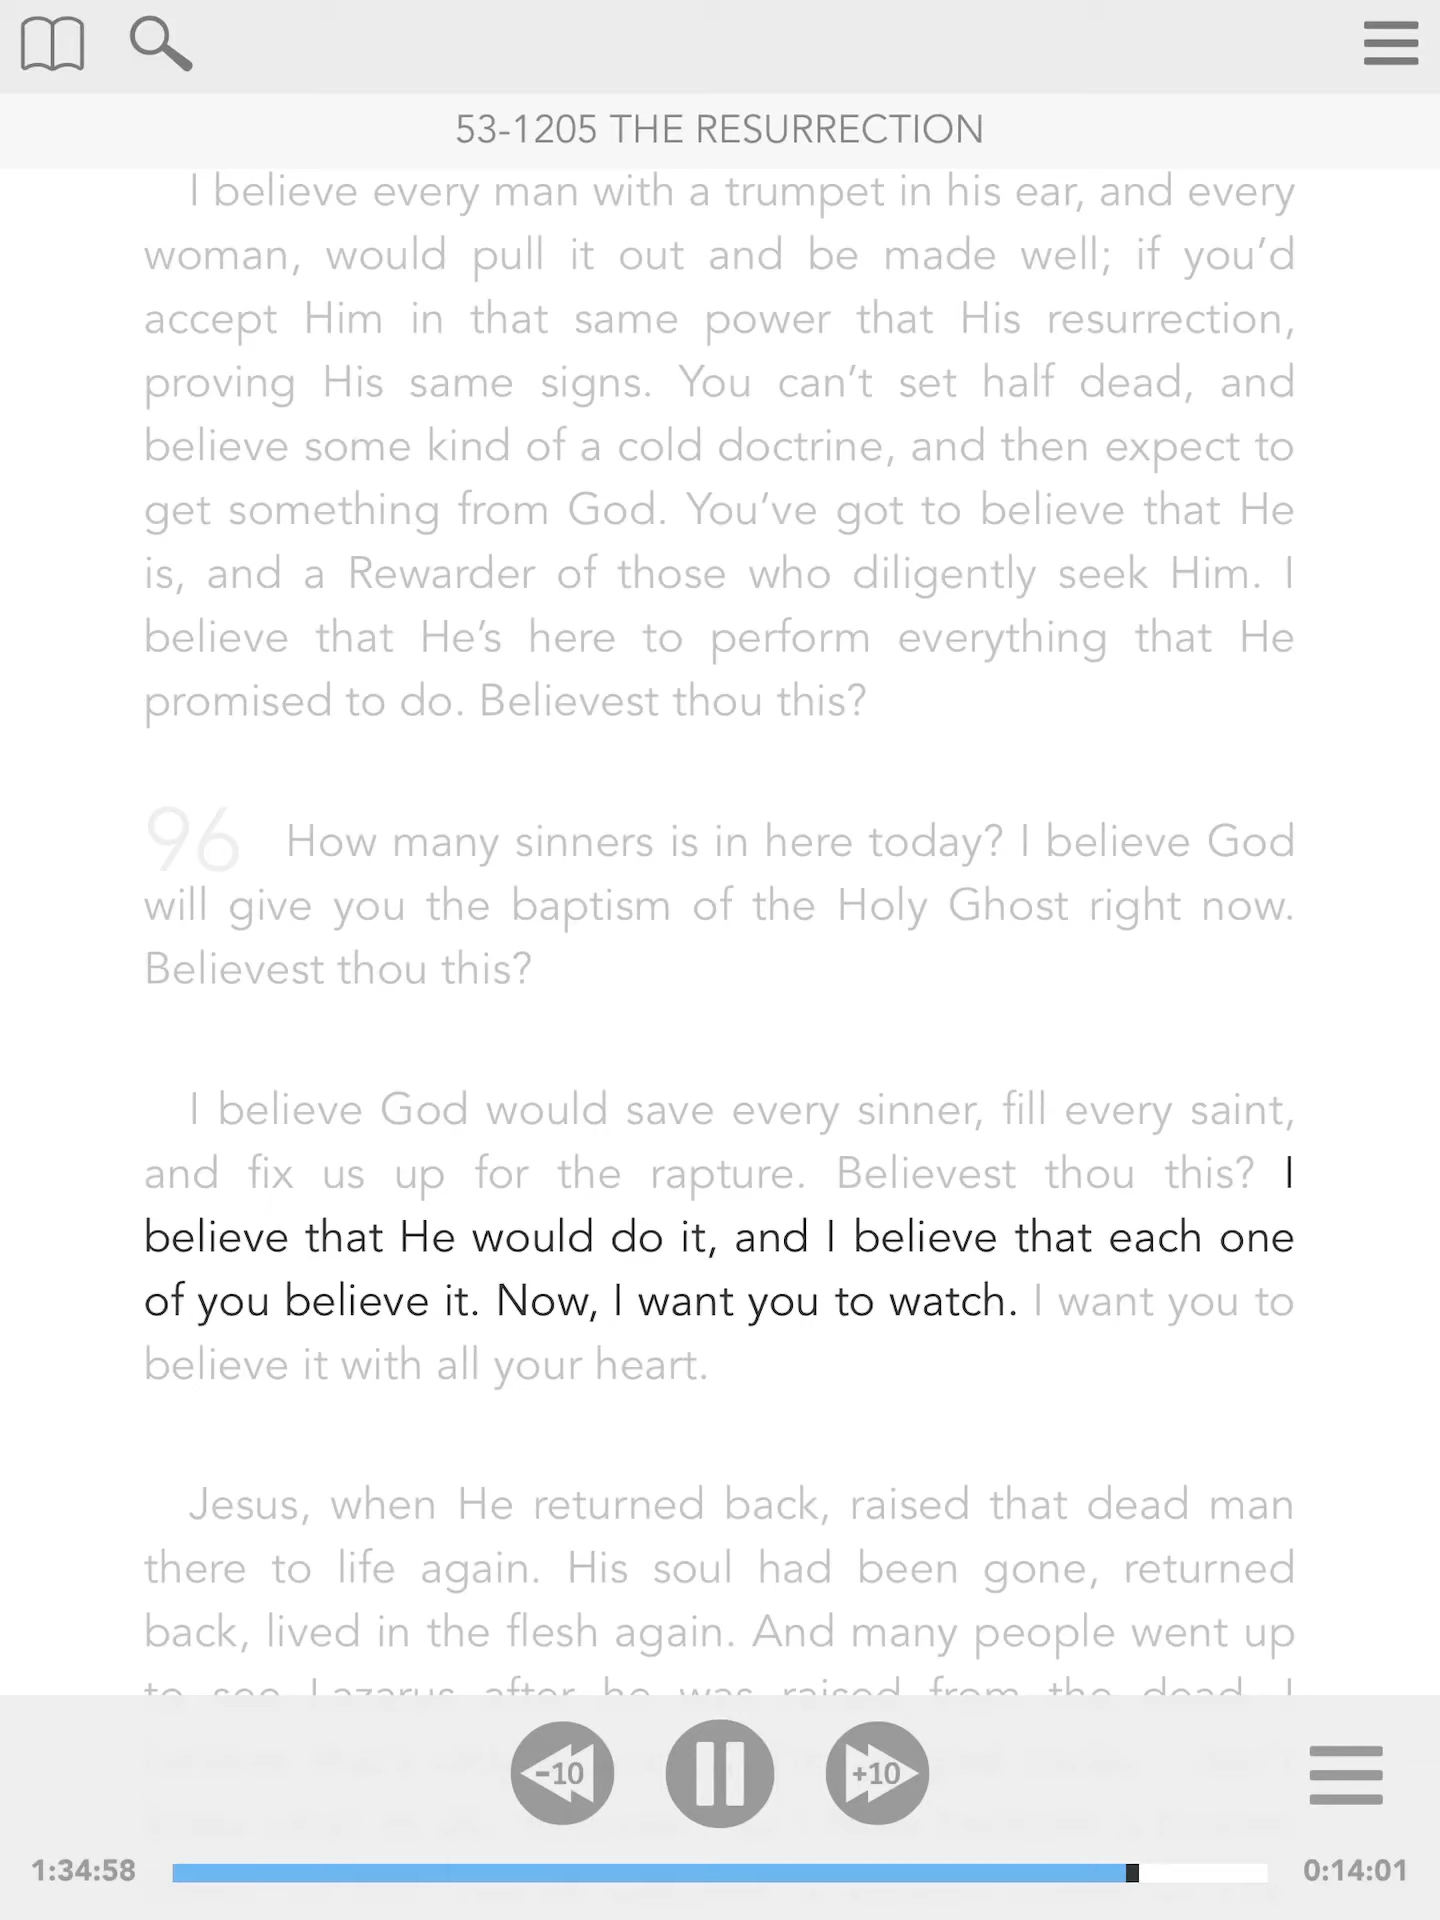 53-1205 THE RESURRECTION
I believe every man with a trumpet in his ear, and every
woman, would pull it out and be made well; if you’d
accept Him in that same power that His resurrection,
proving His same signs. You can’t set half dead, and
believe some kind of a cold doctrine, and then expect to
get something from God. You’ve got to believe that He
is, and a Rewarder of those who diligently seek Him. I
believe that He’s here to perform everything that He
promised to do. Believest thou this?
96 How many sinners is in here today? I believe God
will give you the baptism of the Holy Ghost right now.
Believest thou this?
I believe God would save every sinner, fill every saint,
and fix us up for the rapture. Believest thou this? I
believe that He would do it, and I believe that each one
of you believe it. Now, I want you to watch. I want you to
believe it with all your heart.
Jesus, when He returned back, raised that dead man
there to life again. His soul had been gone, returned
back, lived in the flesh again. And many people went up
to see Lazarus after he was raised from the dead. I
-10 +10
1:34:58 0:14:01